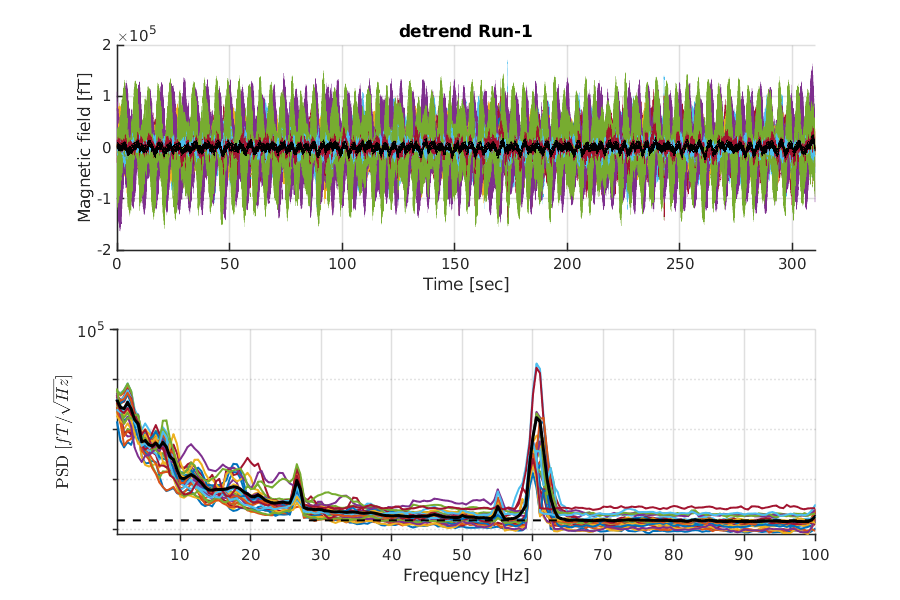 detrend Run-1
×10⁵
2
1
0
-1
-2
Magnetic field [fT]
0 50 100 150 200 250 300
Time [sec]
10⁵
PSD [fT/√Hz]
10 20 30 40 50 60 70 80 90 100
Frequency [Hz]